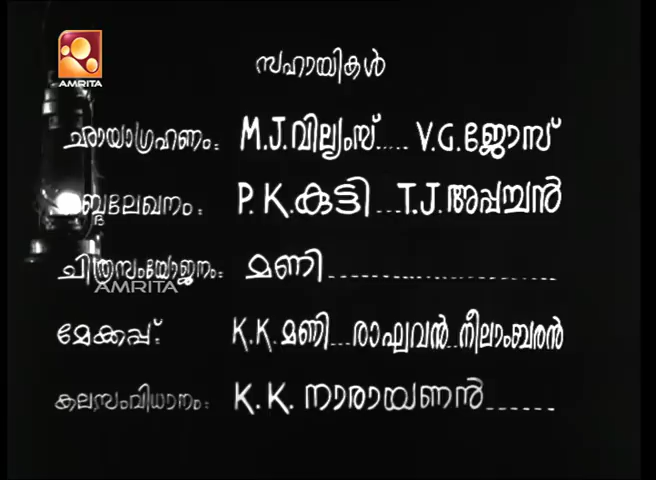 AMRITA
സഹായികൾ
ഛായാഗ്രഹണം: M.J.വില്യംസ്..... V.G.ജോസ്
ശബ്ദലേഖനം: P. K.കുട്ടി ....T.J.അപ്പച്ചൻ
ചിത്രസംയോജനം: മണി.............................
AMRITA
മേക്കപ്പ്: K.K.മണി....രാഘവൻ..നീലാംബരൻ
കലസംവിധാനം: K. K. നാരായണൻ.......